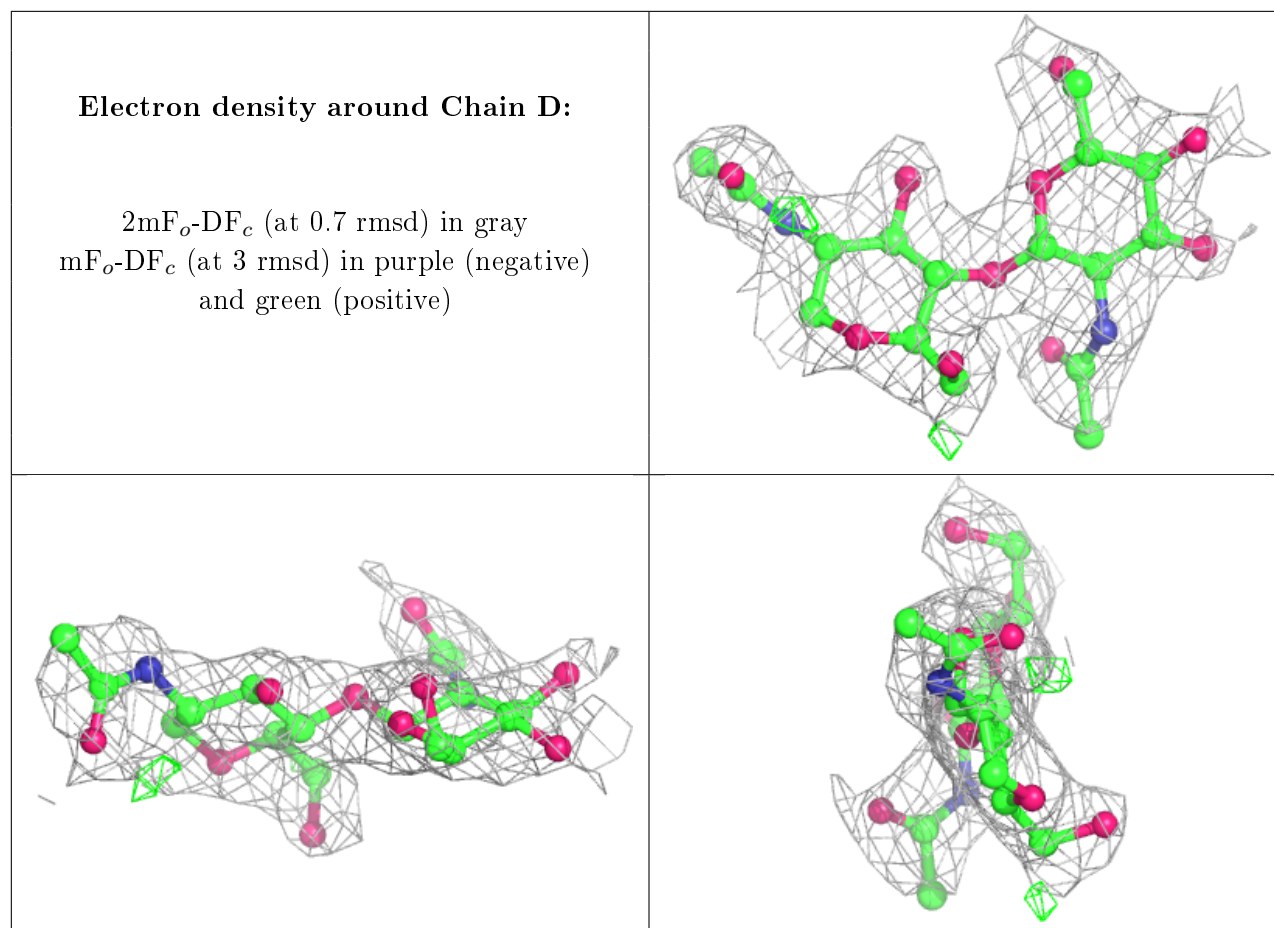 Electron density around Chain D:
2mFo-DFc (at 0.7 rmsd) in gray
mFo-DFc (at 3 rmsd) in purple (negative)
and green (positive)